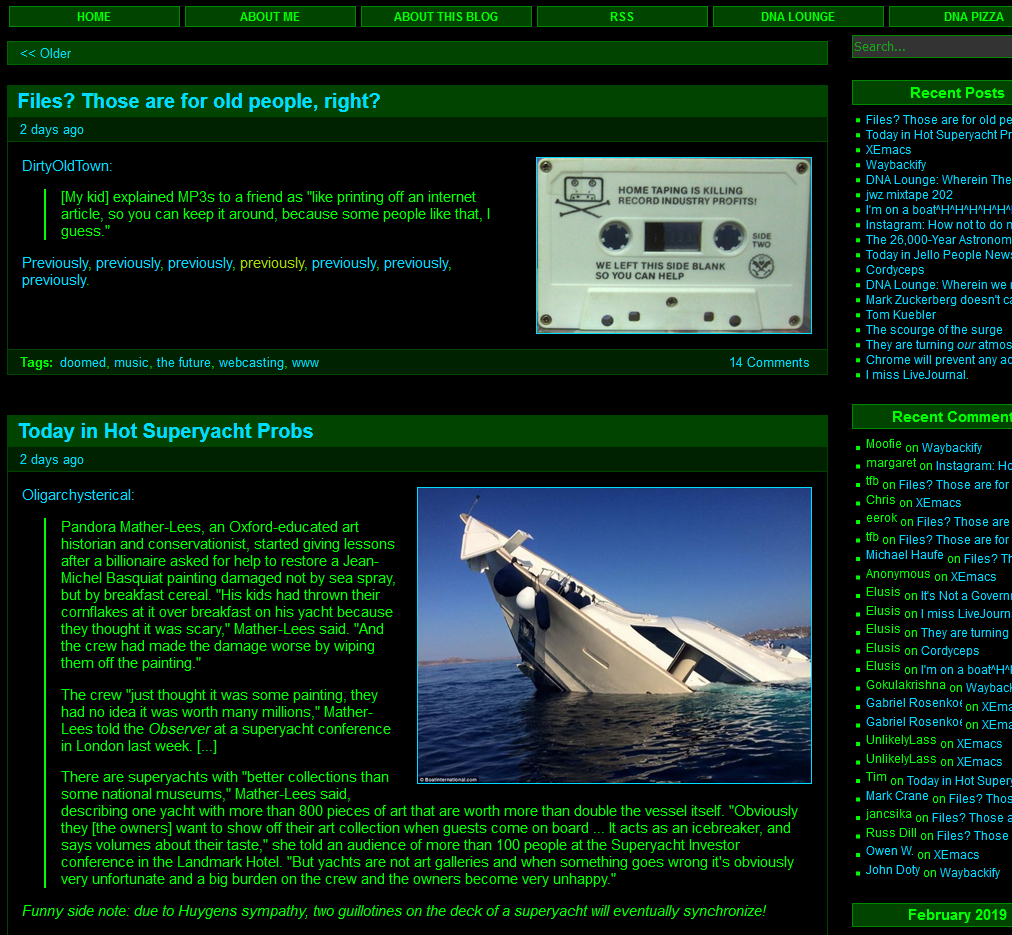 HOME
ABOUT ME
ABOUT THIS BLOG
RSS
DNA LOUNGE
DNA PIZZA
<< Older
Files? Those are for old people, right?
2 days ago
DirtyOldTown:
[My kid] explained MP3s to a friend as "like printing off an internet
article, so you can keep it around, because some people like that, I
guess."
Previously, previously, previously, previously, previously, previously,
previously.
HOME TAPING IS KILLING
RECORD INDUSTRY PROFITS!
SIDE
TWO
WE LEFT THIS SIDE BLANK
SO YOU CAN HELP
Tags: doomed, music, the future, webcasting, www
14 Comments
Today in Hot Superyacht Probs
2 days ago
Oligarchysterical:
Pandora Mather-Lees, an Oxford-educated art
historian and conservationist, started giving lessons
after a billionaire asked for help to restore a Jean-
Michel Basquiat painting damaged not by sea spray,
but by breakfast cereal. "His kids had thrown their
cornflakes at it over breakfast on his yacht because
they thought it was scary," Mather-Lees said. "And
the crew had made the damage worse by wiping
them off the painting."
The crew "just thought it was some painting, they
had no idea it was worth many millions," Mather-
Lees told the Observer at a superyacht conference
in London last week. [...]
There are superyachts with "better collections than
some national museums," Mather-Lees said,
describing one yacht with more than 800 pieces of art that are worth more than double the vessel itself. "Obviously
they [the owners] want to show off their art collection when guests come on board ... It acts as an icebreaker, and
says volumes about their taste," she told an audience of more than 100 people at the Superyacht Investor
conference in the Landmark Hotel. "But yachts are not art galleries and when something goes wrong it's obviously
very unfortunate and a big burden on the crew and the owners become very unhappy."
© BoatInternational.com
Funny side note: due to Huygens sympathy, two guillotines on the deck of a superyacht will eventually synchronize!
Search...
Recent Posts
Files? Those are for old pe
Today in Hot Superyacht Pr
XEmacs
Waybackify
DNA Lounge: Wherein The
jwz mixtape 202
I'm on a boat^H^H^H^H^H^
Instagram: How not to do m
The 26,000-Year Astronom
Today in Jello People News
Cordyceps
DNA Lounge: Wherein we
Mark Zuckerberg doesn't ca
Tom Kuebler
The scourge of the surge
They are turning our atmos
Chrome will prevent any ad
I miss LiveJournal.
Recent Comment
Moofie on Waybackify
margaret on Instagram: Ho
tfb on Files? Those are for
Chris on XEmacs
eerok on Files? Those are
tfb on Files? Those are for
Michael Haufe on Files? Th
Anonymous on XEmacs
Elusis on It's Not a Governm
Elusis on I miss LiveJourn
Elusis on They are turning
Elusis on Cordyceps
Elusis on I'm on a boat^H^
Gokulakrishna on Wayback
Gabriel Rosenkoe on XEma
Gabriel Rosenkoe on XEma
UnlikelyLass on XEmacs
UnlikelyLass on XEmacs
Tim on Today in Hot Supery
Mark Crane on Files? Thos
jancsika on Files? Those a
Russ Dill on Files? Those
Owen W. on XEmacs
John Doty on Waybackify
February 2019